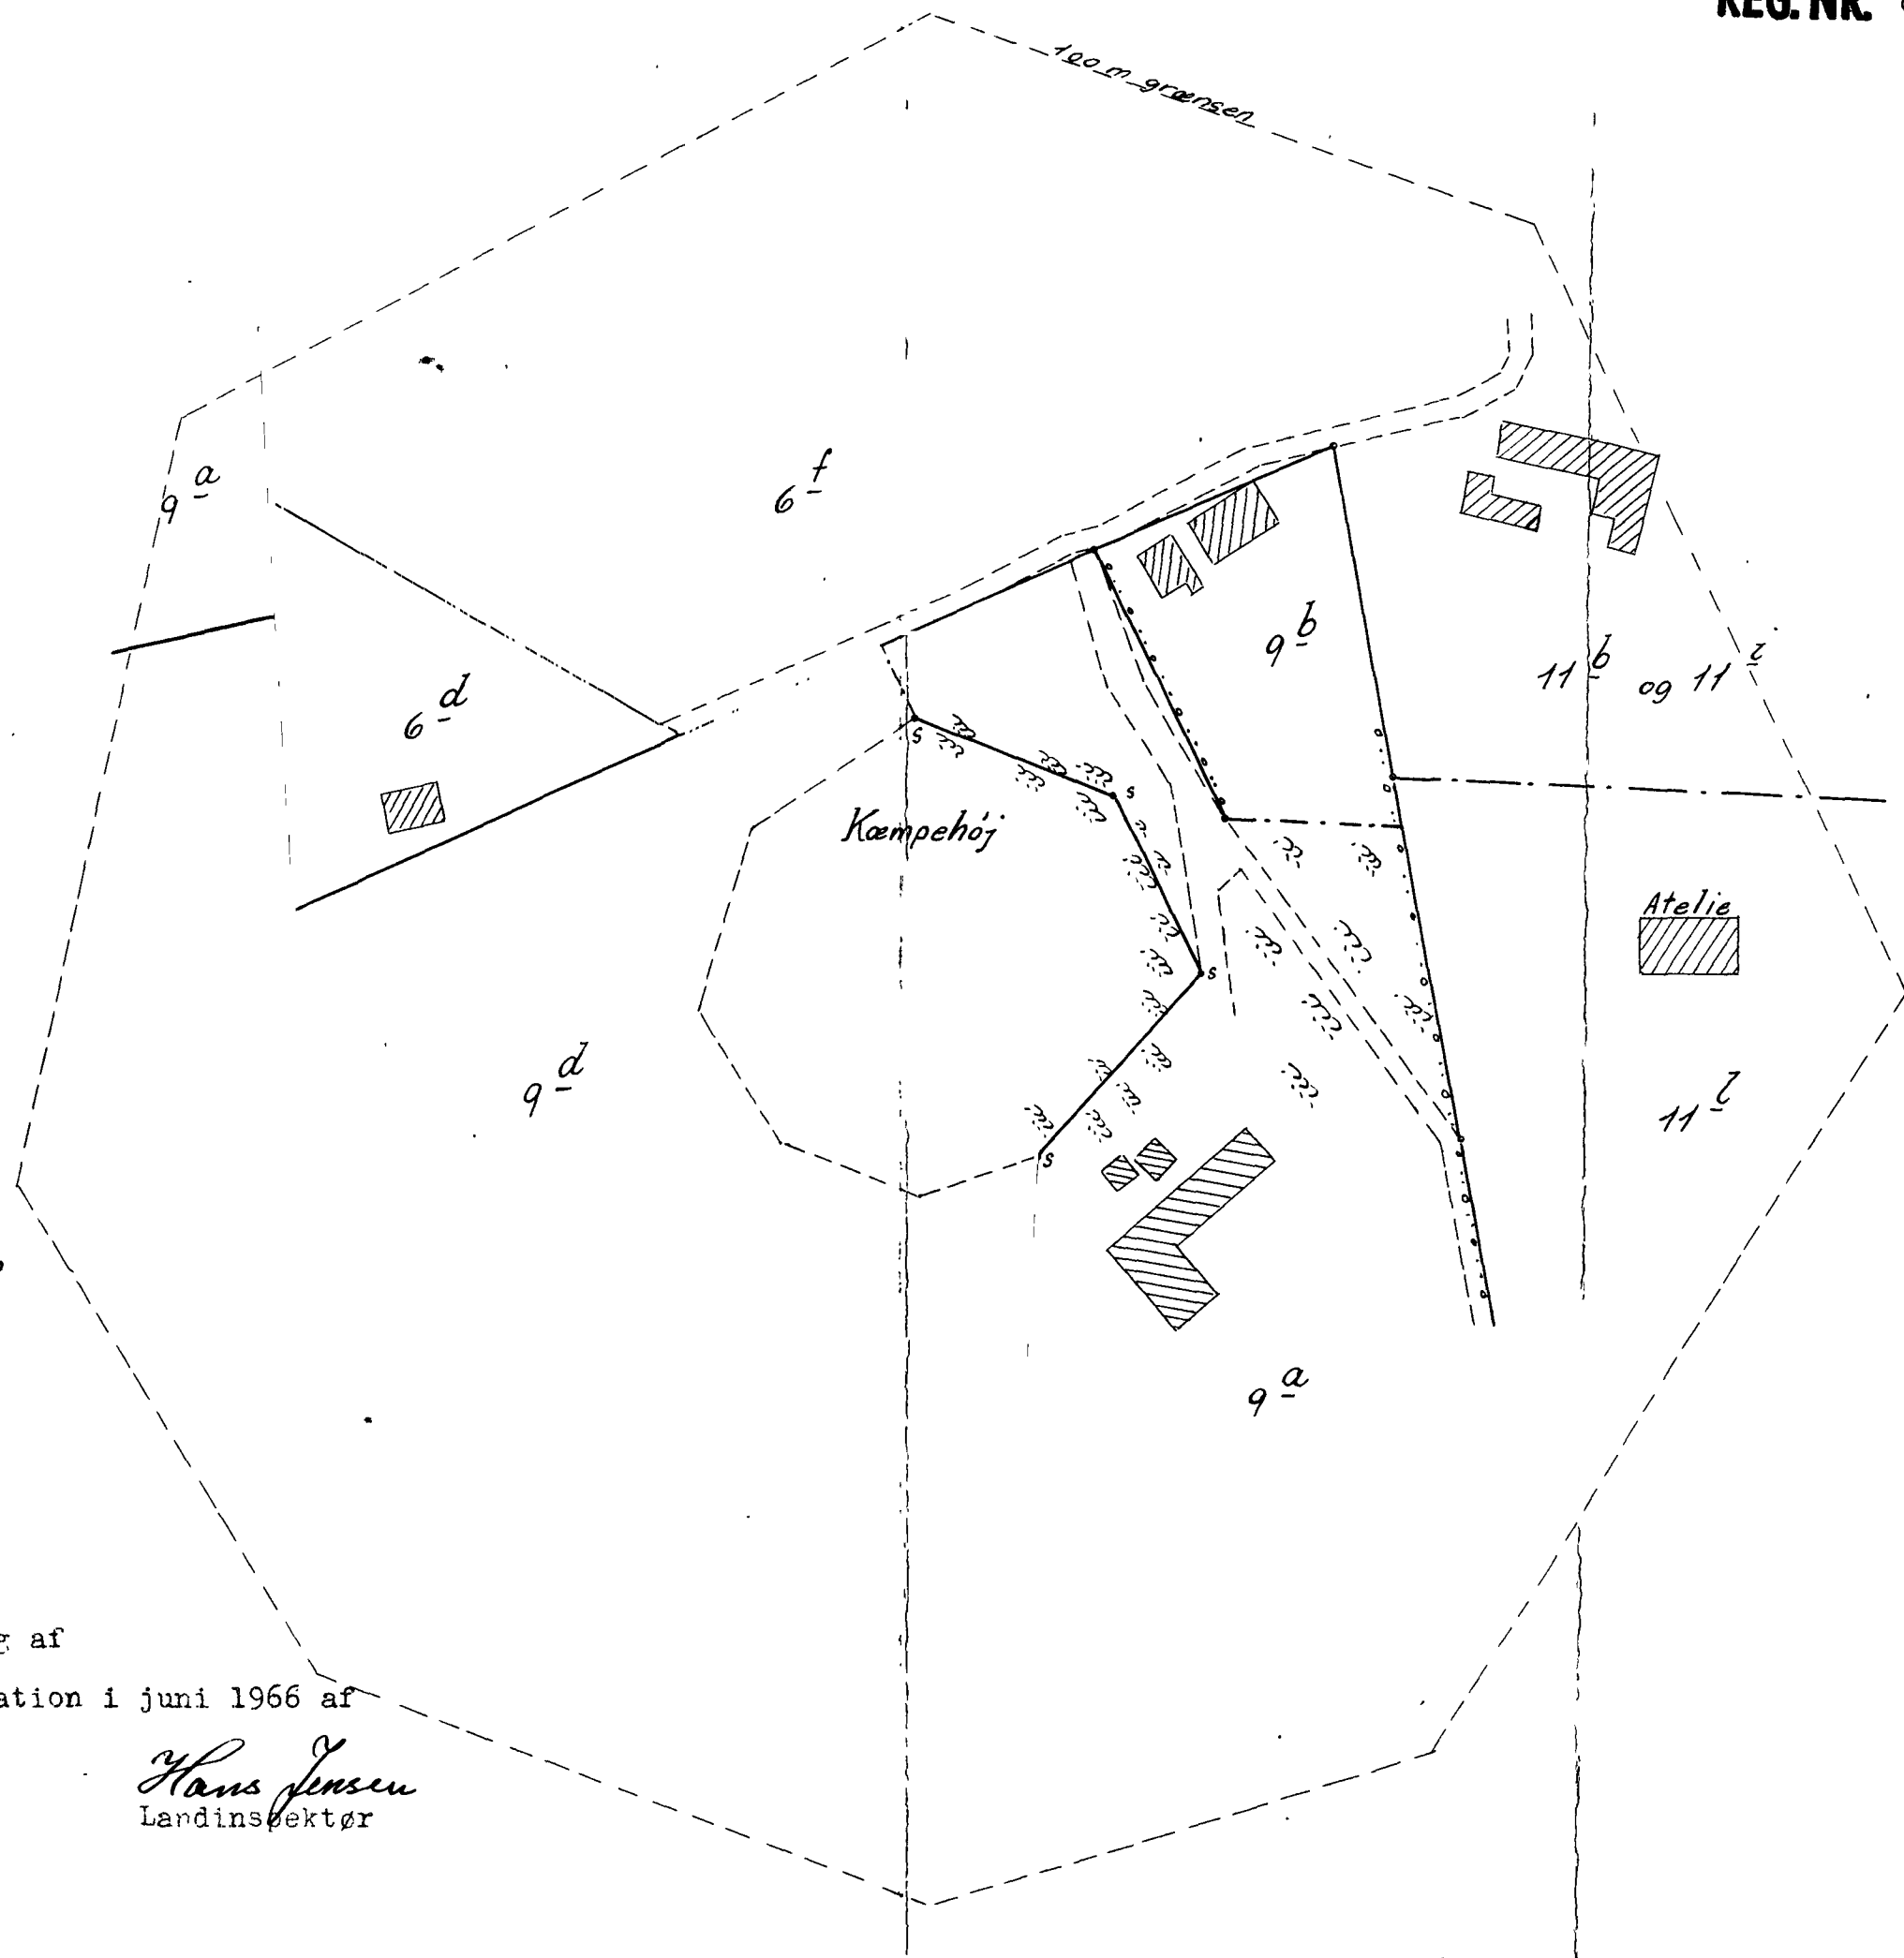 REG. NR.
100 m grænsen
9 a
6 f
6 d
9 b
11 b og 11 i
Kæmpehöj
s
s
s
s
Atelie
9 d
11 l
9 a
af
ation i juni 1966 af
Hans Jensen
Landinspektør